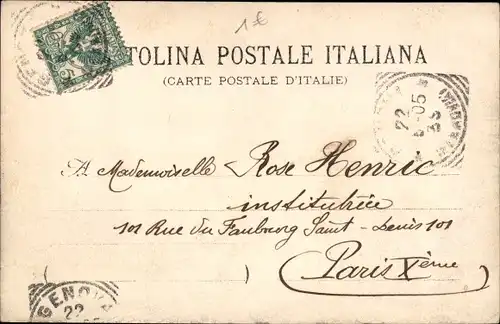 1€
TOLINA POSTALE ITALIANA
(CARTE POSTALE D'ITALIE)
22
-05
3S
A Mademoiselle Rose Henric
institutrice
101 Rue du Faubourg Saint-Denis 101
Paris Xème
GENOVA
22